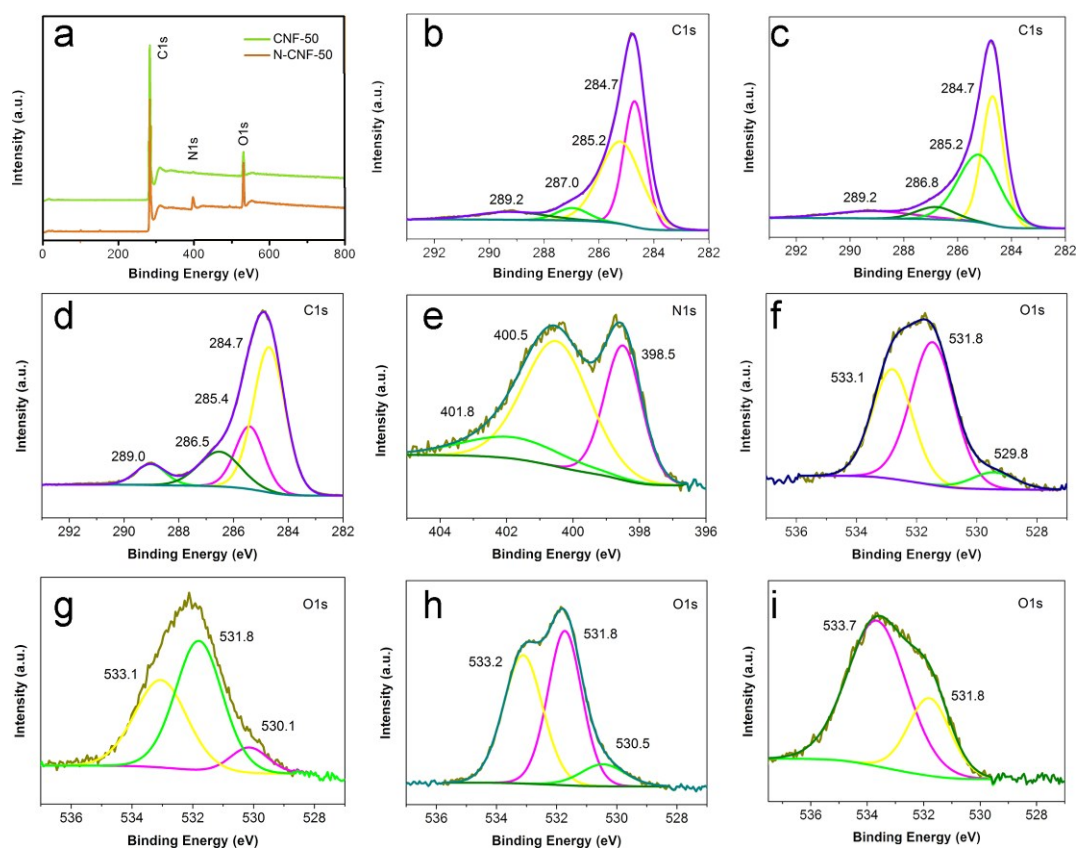 a
CNF-50
N-CNF-50
C1s
N1s
O1s
Intensity (a.u.)
0 200 400 600 800
Binding Energy (eV)
b
C1s
284.7
285.2
287.0
289.2
Intensity (a.u.)
292 290 288 286 284 282
Binding Energy (eV)
c
C1s
284.7
285.2
286.8
289.2
Intensity (a.u.)
292 290 288 286 284 282
Binding Energy (eV)
d
C1s
284.7
285.4
286.5
289.0
Intensity (a.u.)
292 290 288 286 284 282
Binding Energy (eV)
e
N1s
400.5
398.5
401.8
Intensity (a.u.)
404 402 400 398 396
Binding Energy (eV)
f
O1s
531.8
533.1
529.8
Intensity (a.u.)
536 534 532 530 528
Binding Energy (eV)
g
O1s
531.8
533.1
530.1
Intensity (a.u.)
536 534 532 530 528
Binding Energy (eV)
h
O1s
531.8
533.2
530.5
Intensity (a.u.)
536 534 532 530 528
Binding Energy (eV)
i
O1s
533.7
531.8
Intensity (a.u.)
536 534 532 530 528
Binding Energy (eV)